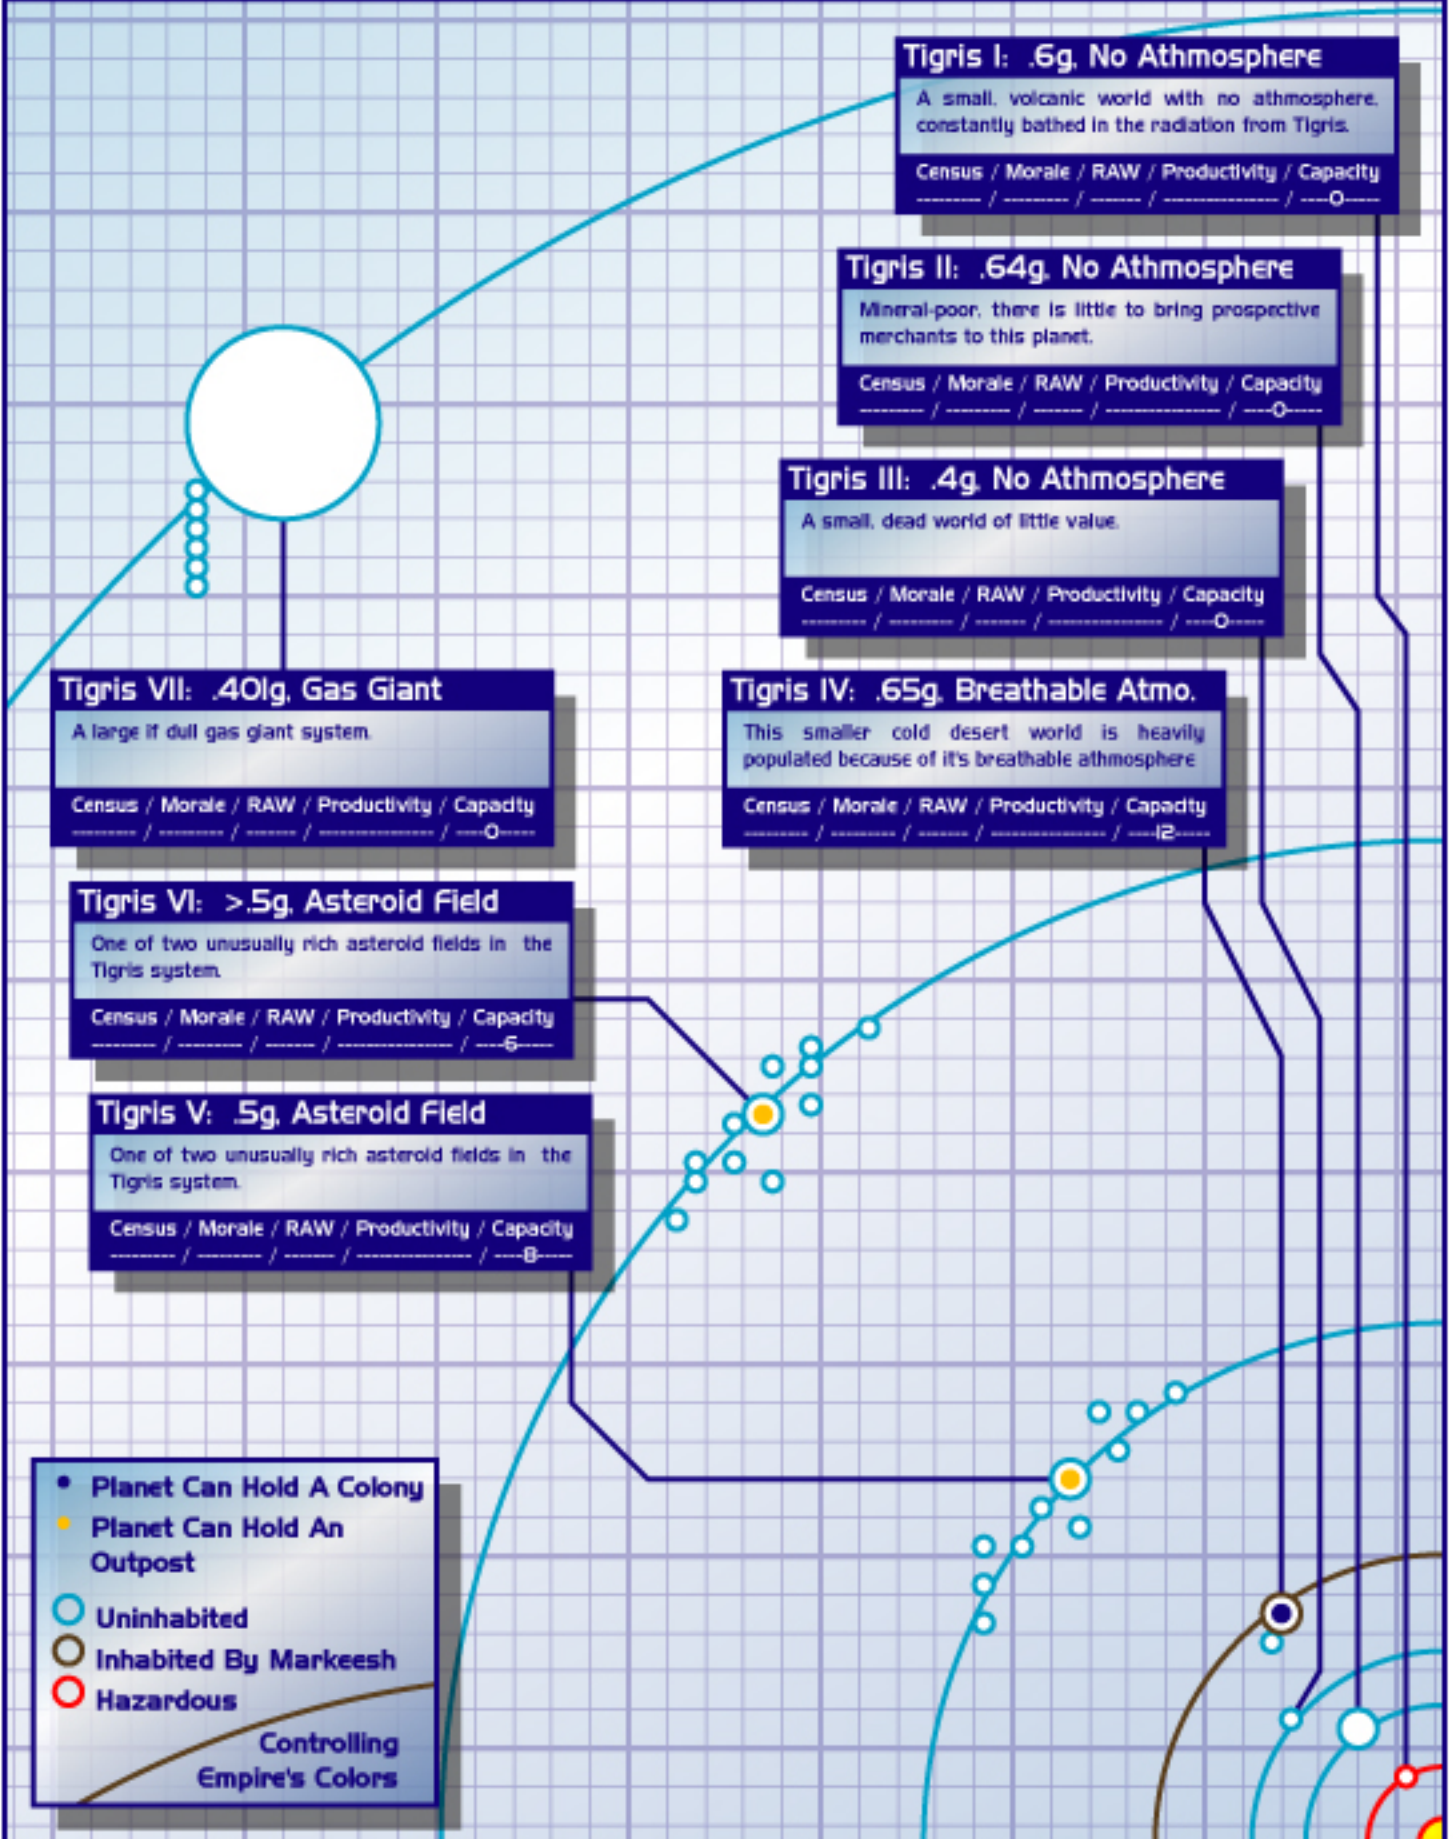 Tigris I:  .6g, No Athmosphere
A small, volcanic world with no athmosphere,
constantly bathed in the radiation from Tigris.
Census / Morale / RAW / Productivity / Capacity
--------- / --------- / ------- / ---------------- / ----0-----
Tigris II:  .64g, No Athmosphere
Mineral-poor, there is little to bring prospective
merchants to this planet.
Census / Morale / RAW / Productivity / Capacity
--------- / --------- / ------- / ---------------- / ----0-----
Tigris III:  .4g, No Athmosphere
A small, dead world of little value.
Census / Morale / RAW / Productivity / Capacity
--------- / --------- / ------- / ---------------- / ----0-----
Tigris IV:  .65g, Breathable Atmo.
This smaller cold desert world is heavily
populated because of it's breathable athmosphere
Census / Morale / RAW / Productivity / Capacity
--------- / --------- / ------- / ---------------- / ----12-----
Tigris VII:  .401g, Gas Giant
A large if dull gas giant system.
Census / Morale / RAW / Productivity / Capacity
--------- / --------- / ------- / ---------------- / ----0-----
Tigris VI:  >.5g, Asteroid Field
One of two unusually rich asteroid fields in  the
Tigris system.
Census / Morale / RAW / Productivity / Capacity
--------- / --------- / ------- / ---------------- / ----6-----
Tigris V:  .5g, Asteroid Field
One of two unusually rich asteroid fields in  the
Tigris system.
Census / Morale / RAW / Productivity / Capacity
--------- / --------- / ------- / ---------------- / ----8-----
Planet Can Hold A Colony
Planet Can Hold An
Outpost
Uninhabited
Inhabited By Markeesh
Hazardous
Controlling
Empire's Colors